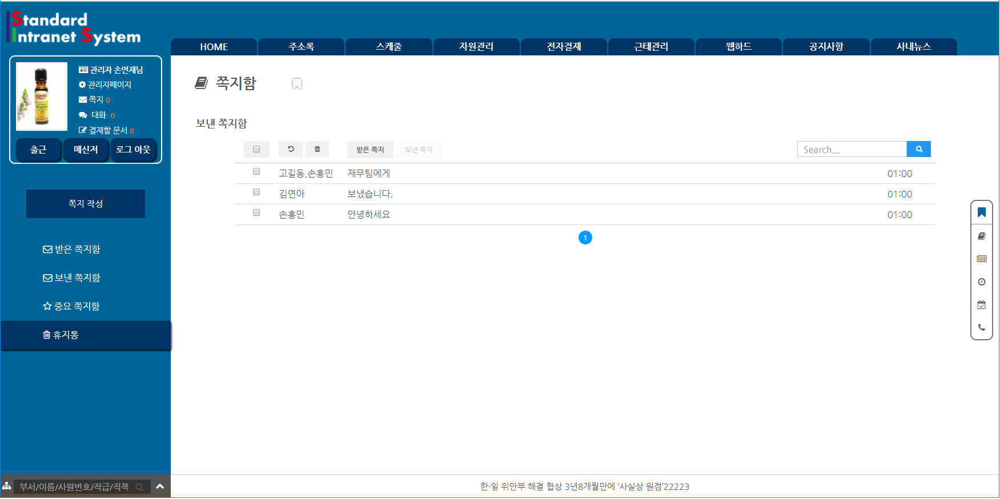 Standard
Intranet System
HOME
주소록
스케줄
자원관리
전자결재
근태관리
웹하드
공지사항
사내뉴스
관리자 손연재님
관리자페이지
쪽지 0
대화 0
결재할 문서 0
출근
메신저
로그 아웃
쪽지 작성
받은 쪽지함
보낸 쪽지함
중요 쪽지함
휴지통
쪽지함
보낸 쪽지함
받은 쪽지
보낸 쪽지
Search...
고길동,손흥민 재무팀에게 01:00
김연아 보냈습니다. 01:00
손흥민 안녕하세요 01:00
1
부서/이름/사원번호/직급/직책
한·일 위안부 해결 협상 3년8개월만에 ‘사실상 원점’22223